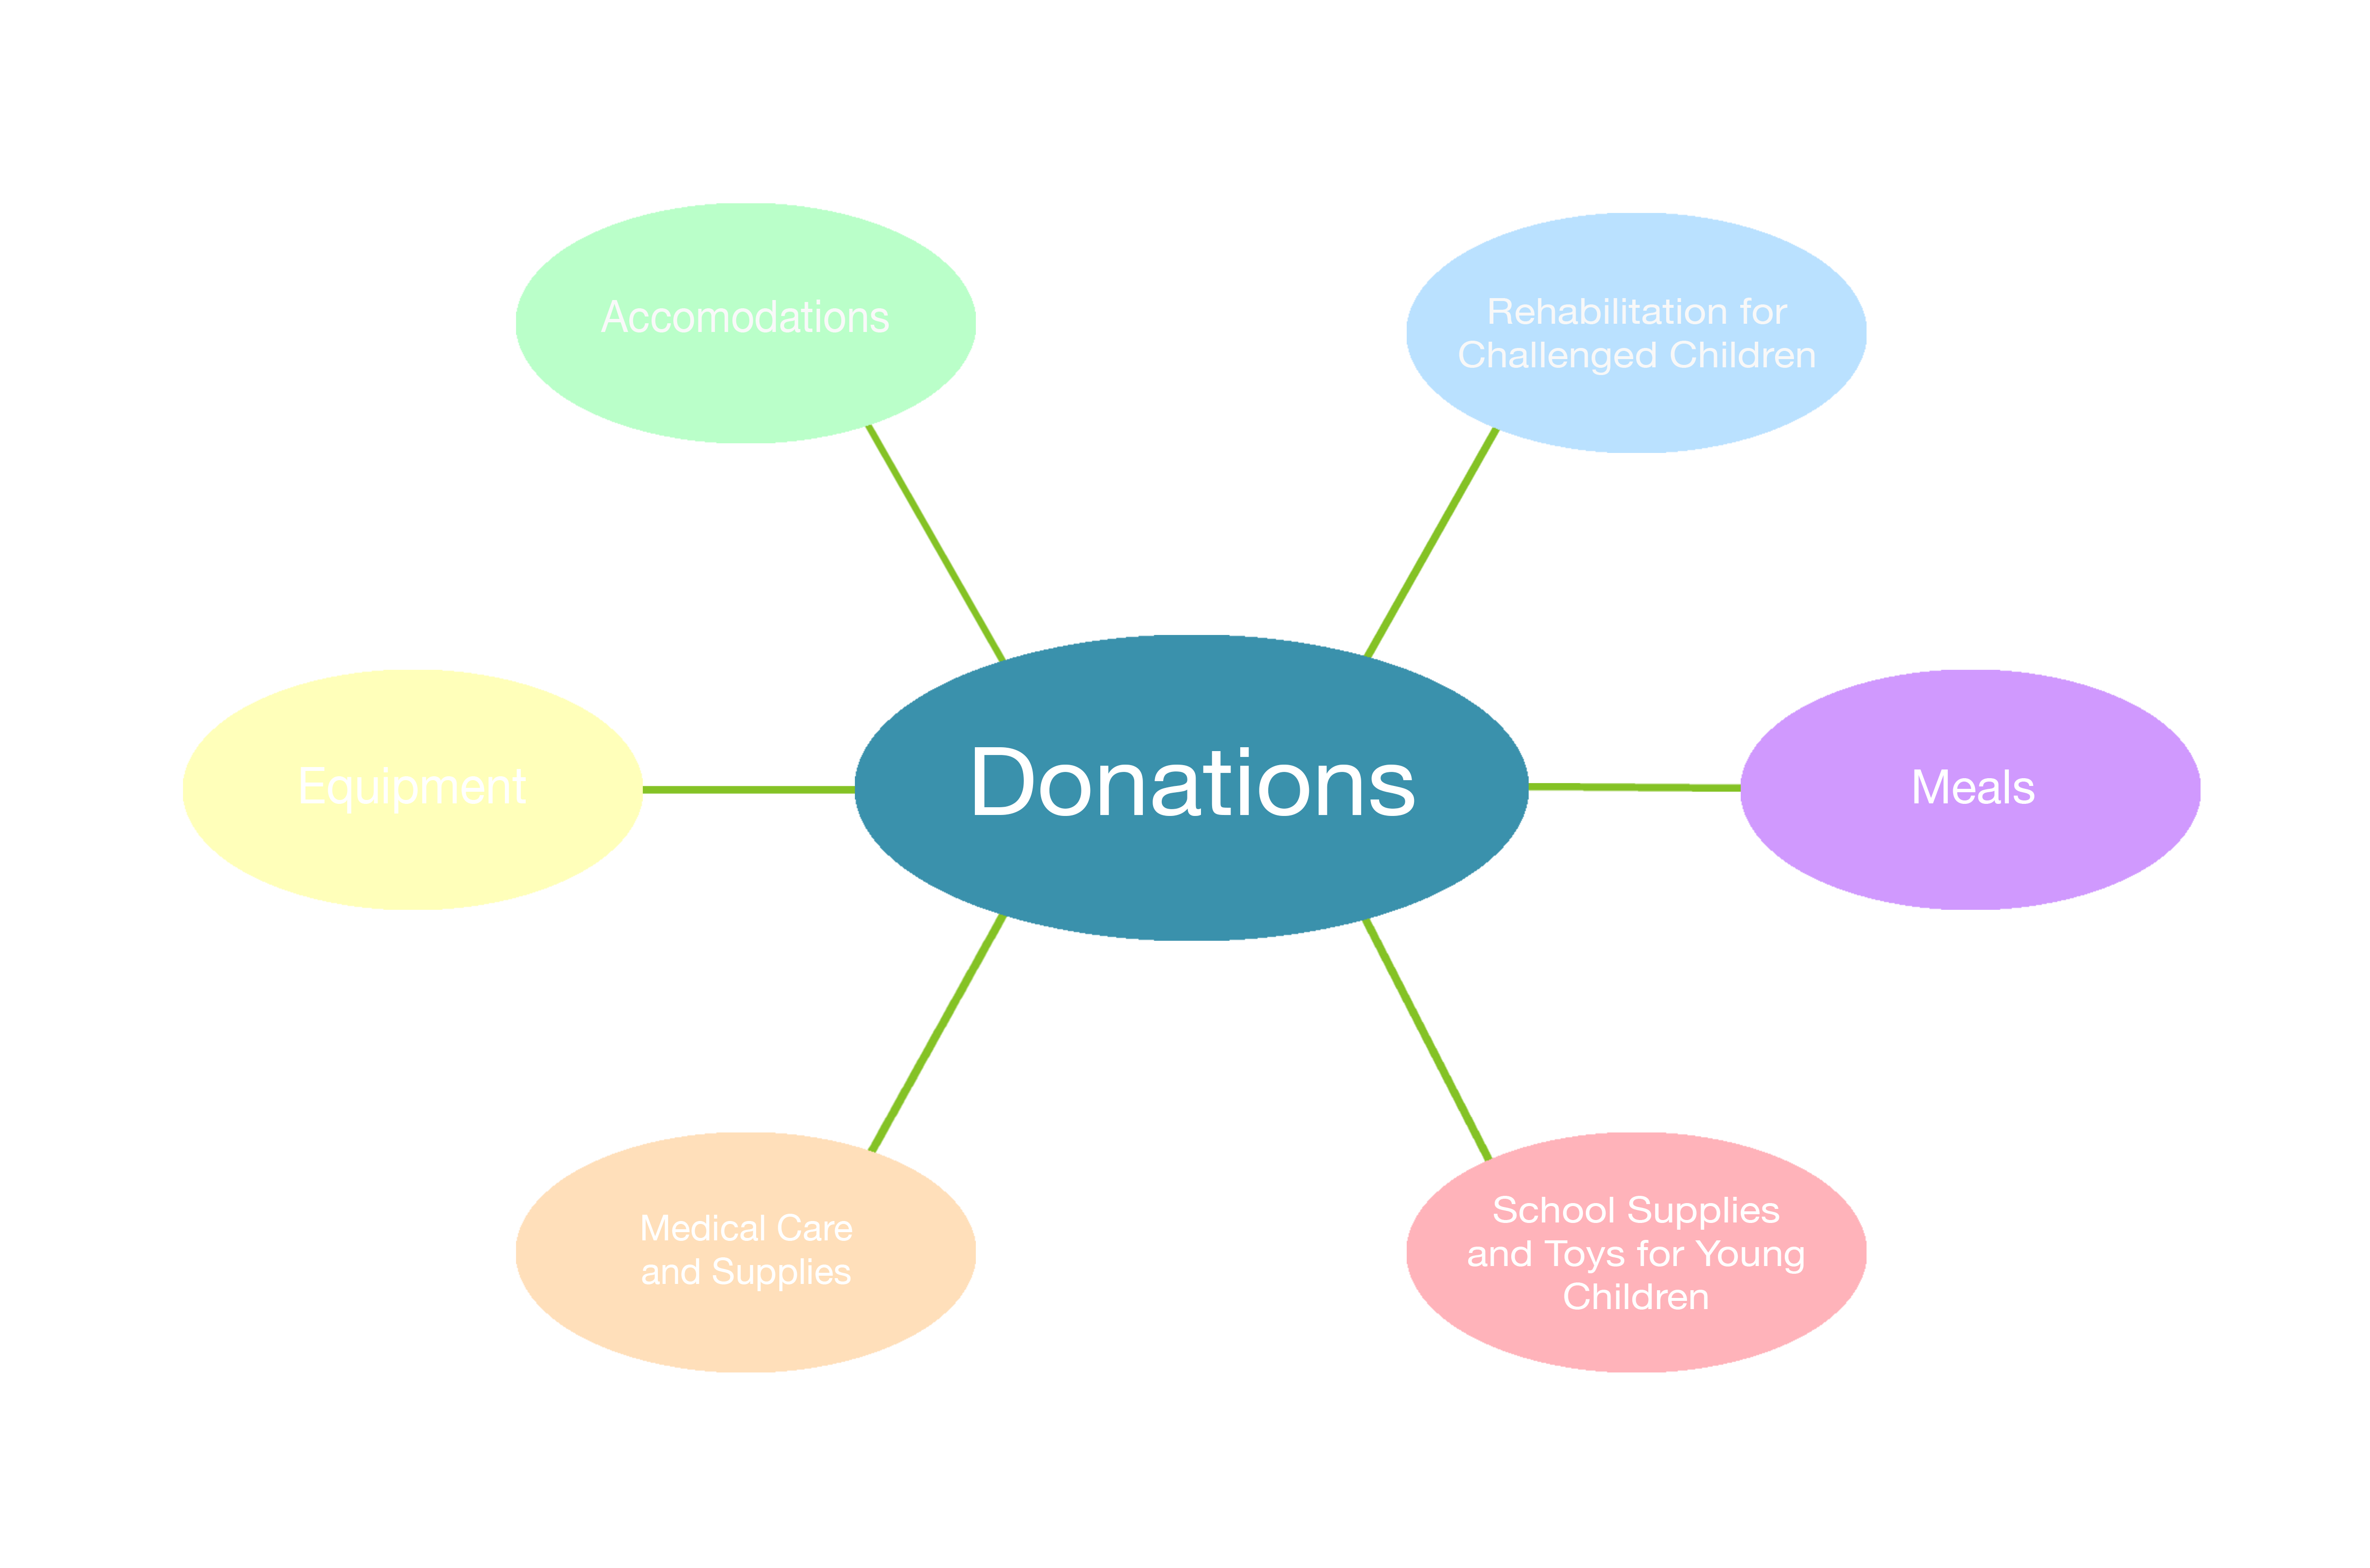 Accomodations
Rehabilitation for
Challenged Children
Equipment
Donations
Meals
Medical Care
and Supplies
School Supplies
and Toys for Young
Children